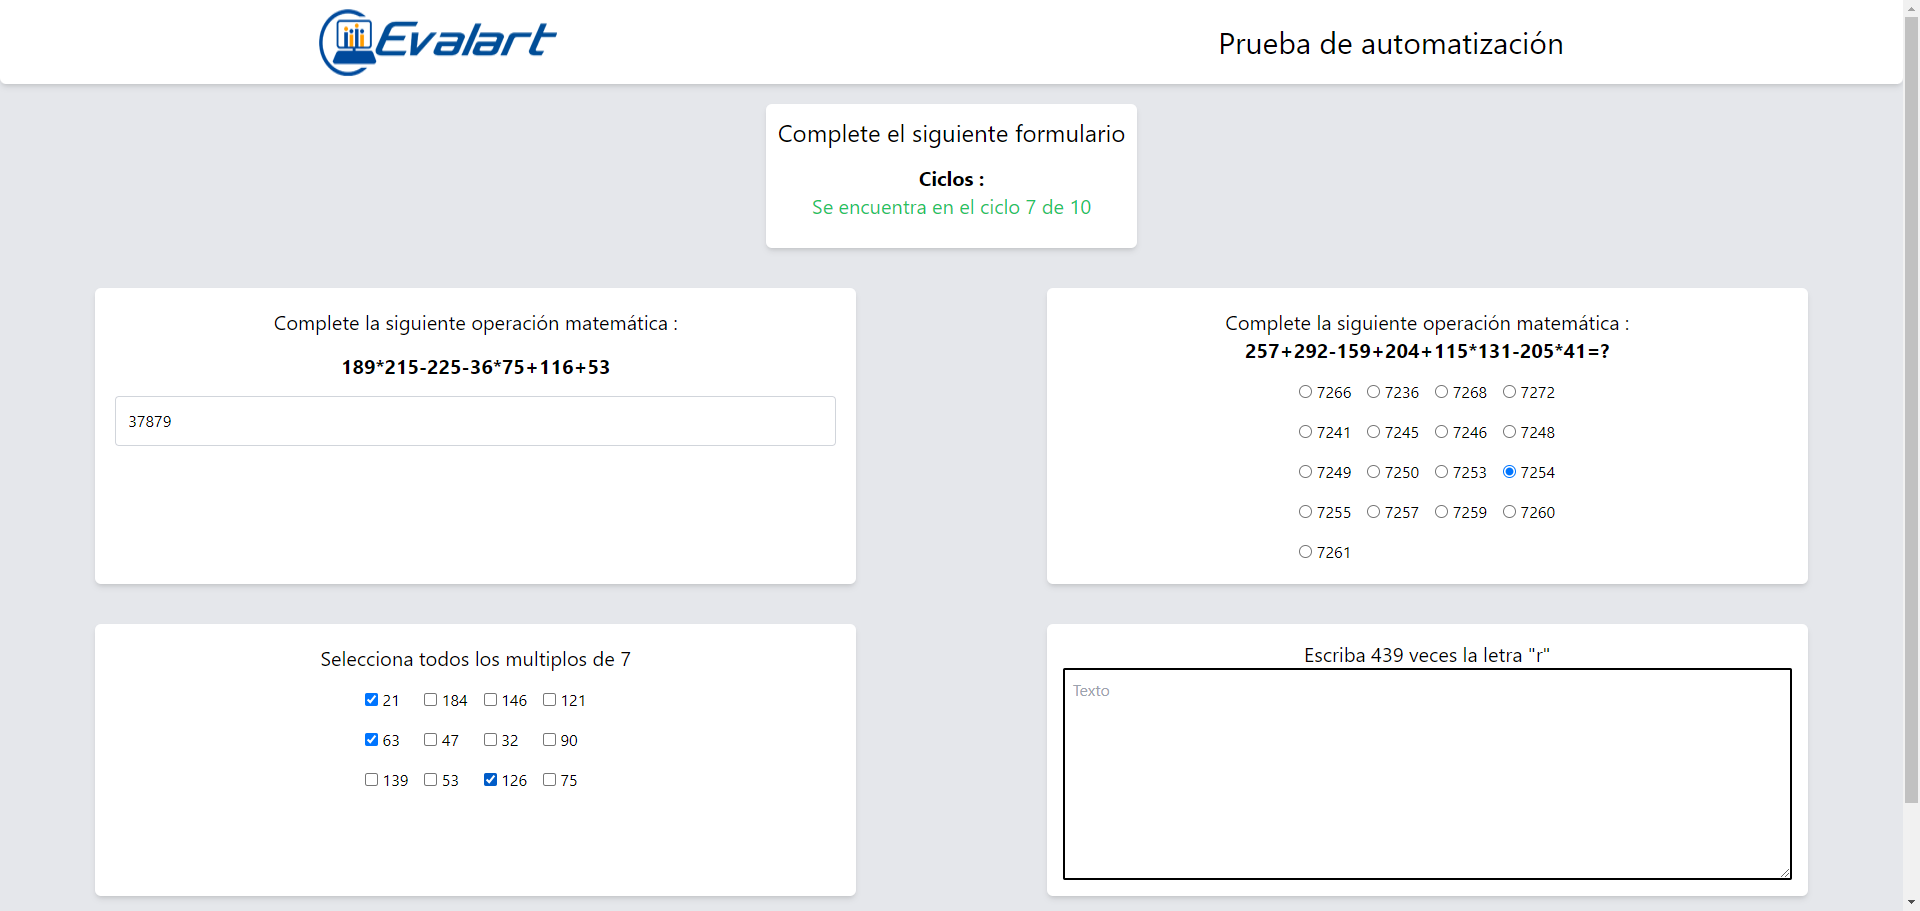 Evalart
Prueba de automatización
Complete el siguiente formulario
Ciclos :
Se encuentra en el ciclo 7 de 10
Complete la siguiente operación matemática :
189*215-225-36*75+116+53
37879
Complete la siguiente operación matemática :
257+292-159+204+115*131-205*41=?
7266 7236 7268 7272
7241 7245 7246 7248
7249 7250 7253 7254
7255 7257 7259 7260
7261
Selecciona todos los multiplos de 7
21 184 146 121
63 47 32 90
139 53 126 75
Escriba 439 veces la letra "r"
Texto